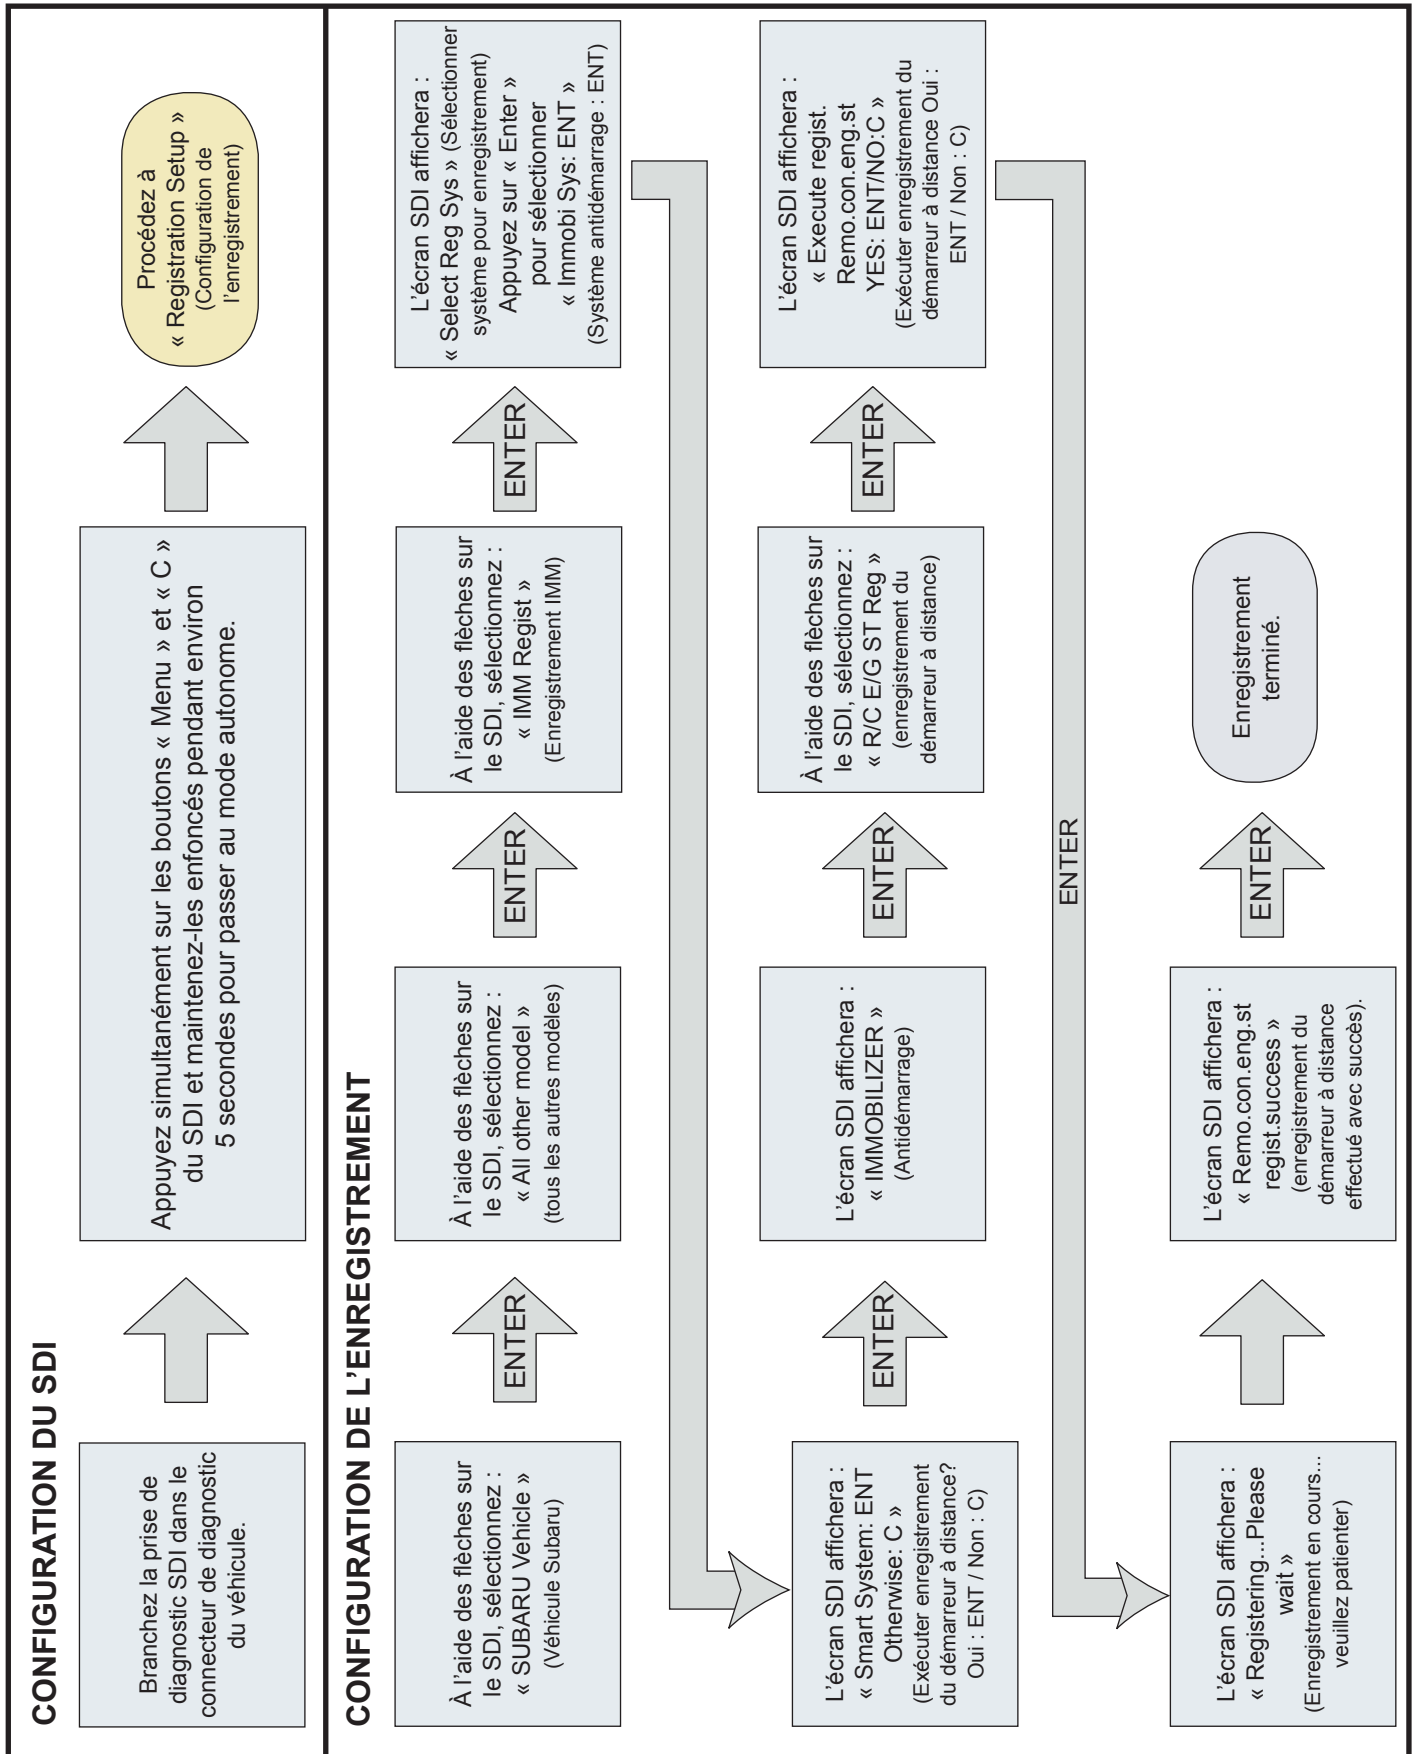 CONFIGURATION DU SDI
Branchez la prise de
diagnostic SDI dans le
connecteur de diagnostic
du véhicule.
Appuyez simultanément sur les boutons « Menu » et « C »
du SDI et maintenez-les enfoncés pendant environ
5 secondes pour passer au mode autonome.
Procédez à
« Registration Setup »
(Configuration de
l'enregistrement)
CONFIGURATION DE L'ENREGISTREMENT
À l'aide des flèches sur
le SDI, sélectionnez :
« SUBARU Vehicle »
(Véhicule Subaru)
ENTER
À l'aide des flèches sur
le SDI, sélectionnez :
« All other model »
(tous les autres modèles)
ENTER
À l'aide des flèches sur
le SDI, sélectionnez :
« IMM Regist »
(Enregistrement IMM)
ENTER
L'écran SDI affichera :
« Select Reg Sys » (Sélectionner
système pour enregistrement)
Appuyez sur « Enter »
pour sélectionner
« Immobi Sys: ENT »
(Système antidémarrage : ENT)
L'écran SDI affichera :
« Smart System: ENT
Otherwise: C »
(Exécuter enregistrement
du démarreur à distance?
Oui : ENT / Non : C)
ENTER
L'écran SDI affichera :
« IMMOBILIZER »
(Antidémarrage)
ENTER
À l'aide des flèches sur
le SDI, sélectionnez :
« R/C E/G ST Reg »
(enregistrement du
démarreur à distance)
ENTER
L'écran SDI affichera :
« Execute regist.
Remo.con.eng.st
YES: ENT/NO:C »
(Exécuter enregistrement du
démarreur à distance Oui :
ENT / Non : C)
ENTER
L'écran SDI affichera :
« Registering...Please
wait »
(Enregistrement en cours...
veuillez patienter)
L'écran SDI affichera :
« Remo.con.eng.st
regist.success »
(enregistrement du
démarreur à distance
effectué avec succès).
ENTER
Enregistrement
terminé.